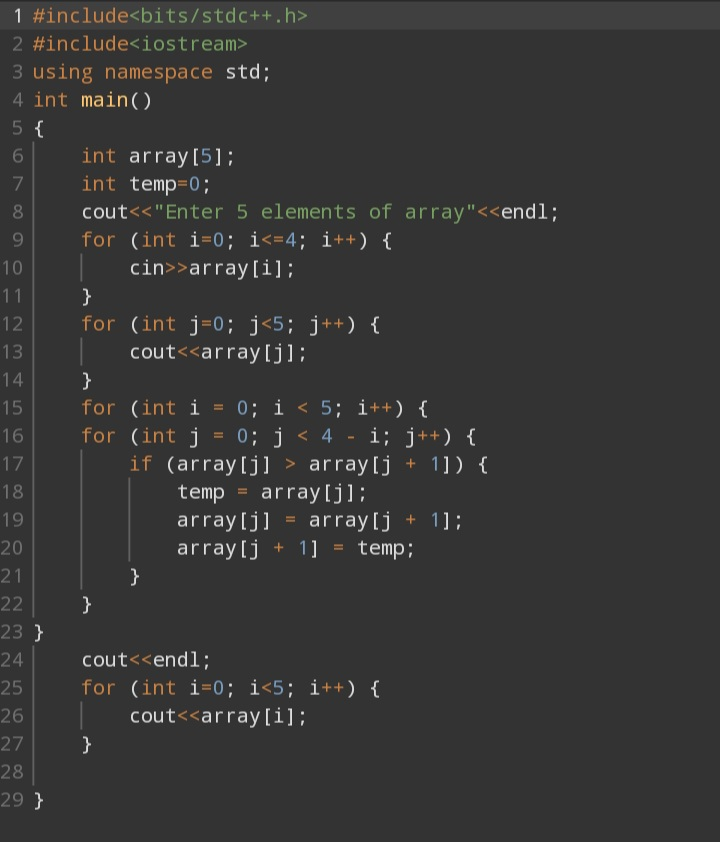 1 #include<bits/stdc++.h>
2 #include<iostream>
3 using namespace std;
4 int main()
5 {
6     int array[5];
7     int temp=0;
8     cout<<"Enter 5 elements of array"<<endl;
9     for (int i=0; i<=4; i++) {
10         cin>>array[i];
11     }
12     for (int j=0; j<5; j++) {
13         cout<<array[j];
14     }
15     for (int i = 0; i < 5; i++) {
16     for (int j = 0; j < 4 - i; j++) {
17         if (array[j] > array[j + 1]) {
18             temp = array[j];
19             array[j] = array[j + 1];
20             array[j + 1] = temp;
21         }
22     }
23 }
24     cout<<endl;
25     for (int i=0; i<5; i++) {
26         cout<<array[i];
27     }
28
29 }